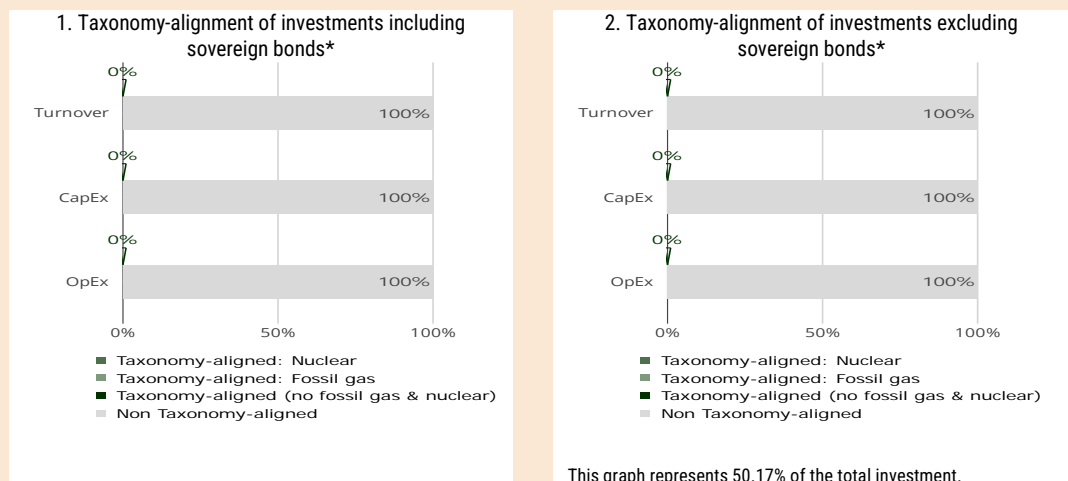 1. Taxonomy-alignment of investments including
sovereign bonds*
0%
Turnover
100%
0%
CapEx
100%
0%
OpEx
100%
0%
50%
100%
Taxonomy-aligned: Nuclear
Taxonomy-aligned: Fossil gas
Taxonomy-aligned (no fossil gas & nuclear)
Non Taxonomy-aligned
2. Taxonomy-alignment of investments excluding
sovereign bonds*
0%
Turnover
100%
0%
CapEx
100%
0%
OpEx
100%
0%
50%
100%
Taxonomy-aligned: Nuclear
Taxonomy-aligned: Fossil gas
Taxonomy-aligned (no fossil gas & nuclear)
Non Taxonomy-aligned
This graph represents 50.17% of the total investment.